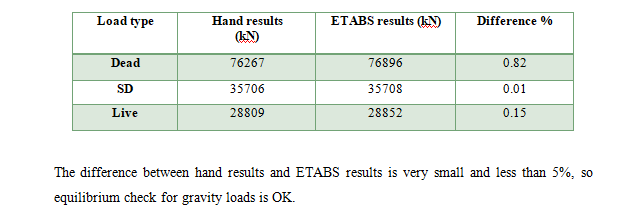 Load type Hand results ETABS results (kN) Difference %
(kN)
Dead 76267 76896 0.82
SD 35706 35708 0.01
Live 28809 28852 0.15
The difference between hand results and ETABS results is very small and less than 5%, so
equilibrium check for gravity loads is OK.